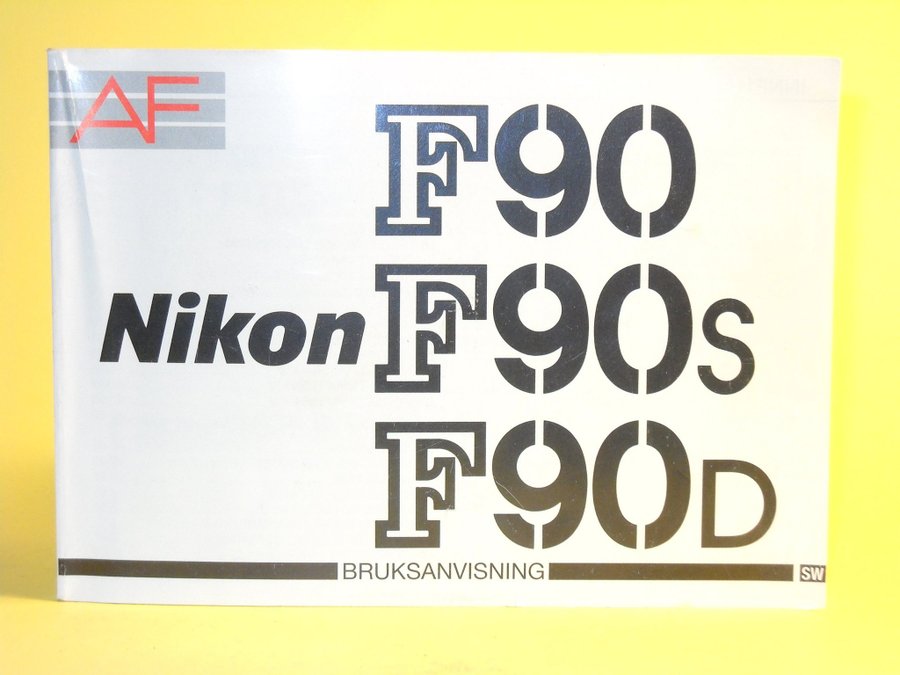 AF
F90
Nikon F90s
F90D
BRUKSANVISNING
SW